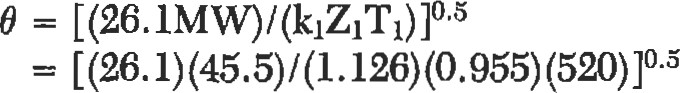 θ = [(26.1MW)/(k₁Z₁T₁)]⁰·⁵
= [(26.1)(45.5)/(1.126)(0.955)(520)]⁰·⁵